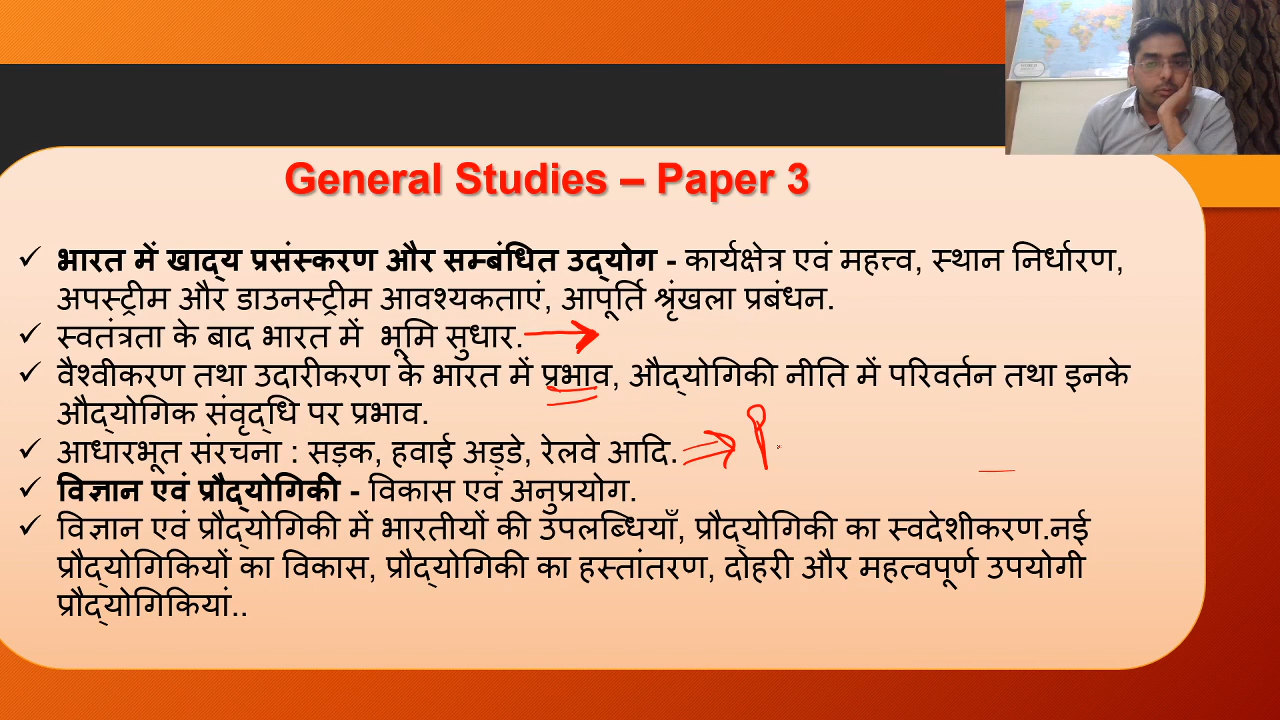 General Studies – Paper 3
✓ भारत में खाद्य प्रसंस्करण और सम्बंधित उद्योग - कार्यक्षेत्र एवं महत्त्व, स्थान निर्धारण,
अपस्ट्रीम और डाउनस्ट्रीम आवश्यकताएं, आपूर्ति श्रृंखला प्रबंधन.
✓ स्वतंत्रता के बाद भारत में भूमि सुधार.
✓ वैश्वीकरण तथा उदारीकरण के भारत में प्रभाव, औद्योगिकी नीति में परिवर्तन तथा इनके
औद्योगिक संवृद्धि पर प्रभाव.
✓ आधारभूत संरचना : सड़क, हवाई अड्डे, रेलवे आदि.
✓ विज्ञान एवं प्रौद्योगिकी - विकास एवं अनुप्रयोग.
✓ विज्ञान एवं प्रौद्योगिकी में भारतीयों की उपलब्धियाँ, प्रौद्योगिकी का स्वदेशीकरण.नई
प्रौद्योगिकियों का विकास, प्रौद्योगिकी का हस्तांतरण, दोहरी और महत्वपूर्ण उपयोगी
प्रौद्योगिकियां..